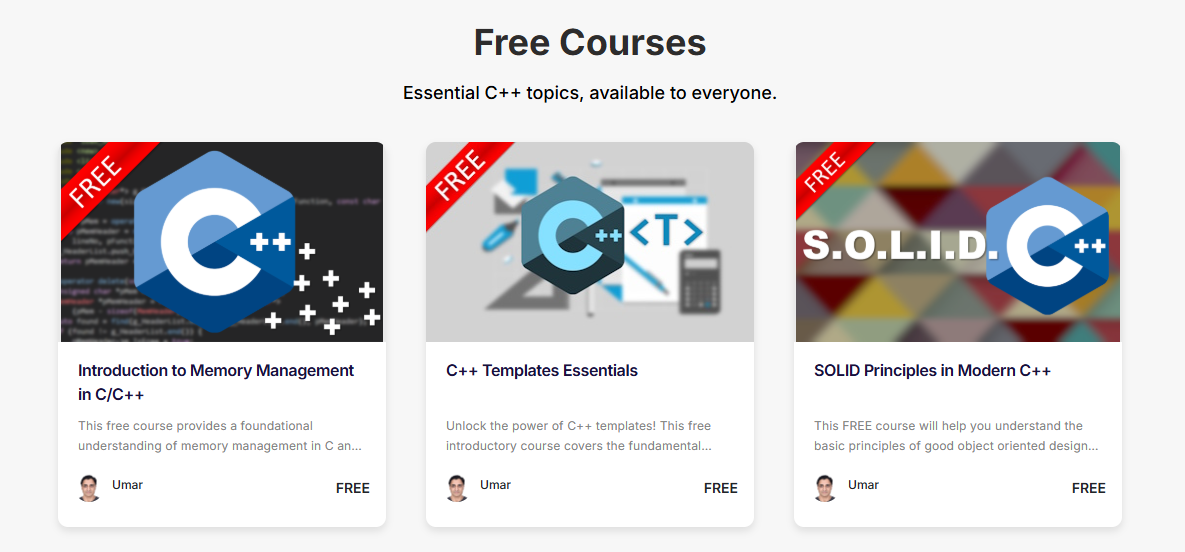 Free Courses
Essential C++ topics, available to everyone.
FREE
C++
FREE
C++
<T>
FREE
S.O.L.I.D.
C++
Introduction to Memory Management
in C/C++
This free course provides a foundational
understanding of memory management in C an...
Umar
FREE
C++ Templates Essentials
Unlock the power of C++ templates! This free
introductory course covers the fundamental...
Umar
FREE
SOLID Principles in Modern C++
This FREE course will help you understand the
basic principles of good object oriented design...
Umar
FREE